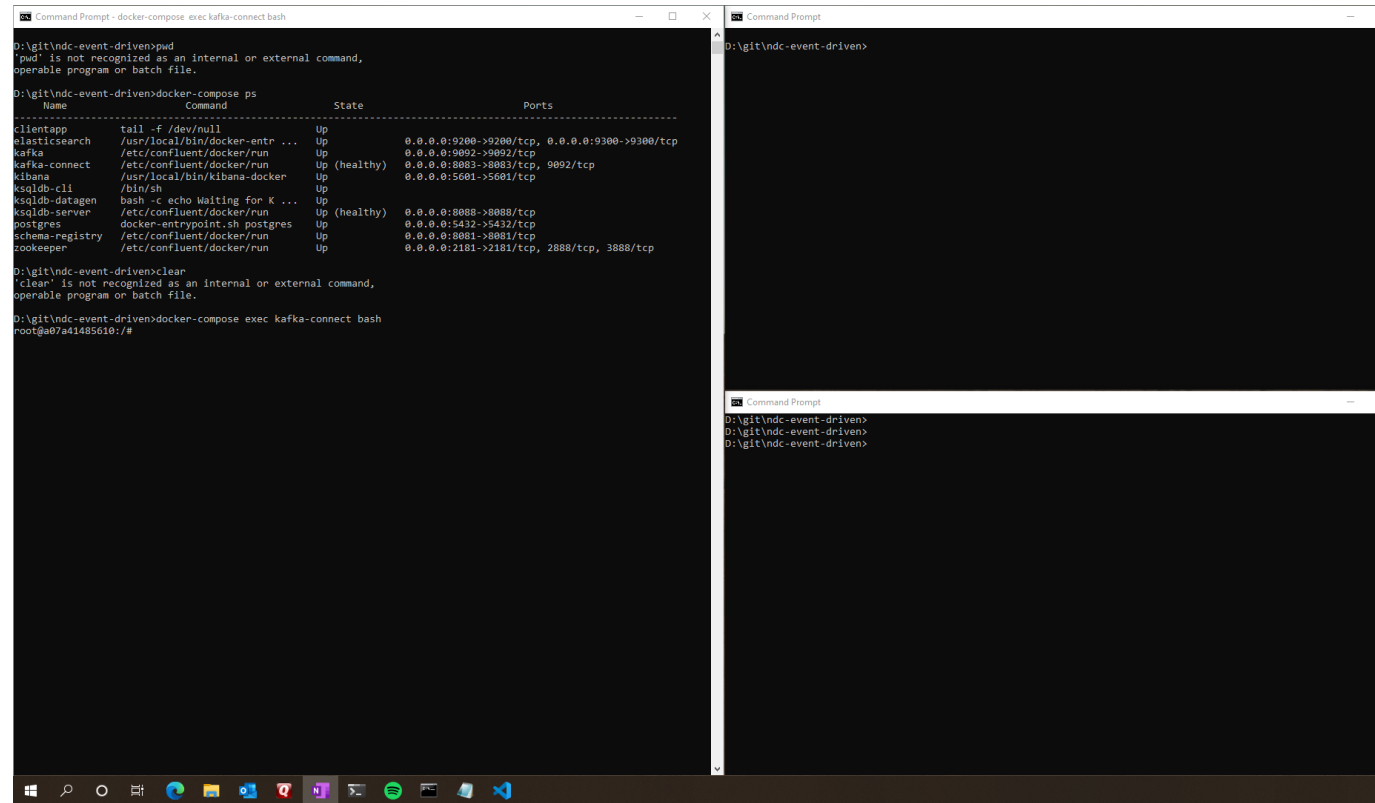 Command Prompt - docker-compose exec kafka-connect bash
D:\git\ndc-event-driven>pwd
'pwd' is not recognized as an internal or external command,
operable program or batch file.
D:\git\ndc-event-driven>docker-compose ps
Name Command State Ports
--------------------------------------------------------------------------------------------------------------
clientapp tail -f /dev/null Up
elasticsearch /usr/local/bin/docker-entr ... Up 0.0.0.0:9200->9200/tcp, 0.0.0.0:9300->9300/tcp
kafka /etc/confluent/docker/run Up 0.0.0.0:9092->9092/tcp
kafka-connect /etc/confluent/docker/run Up (healthy) 0.0.0.0:8083->8083/tcp, 9092/tcp
kibana /usr/local/bin/kibana-docker Up 0.0.0.0:5601->5601/tcp
ksqldb-cli /bin/sh Up
ksqldb-datagen bash -c echo Waiting for K ... Up
ksqldb-server /etc/confluent/docker/run Up (healthy) 0.0.0.0:8088->8088/tcp
postgres docker-entrypoint.sh postgres Up 0.0.0.0:5432->5432/tcp
schema-registry /etc/confluent/docker/run Up 0.0.0.0:8081->8081/tcp
zookeeper /etc/confluent/docker/run Up 0.0.0.0:2181->2181/tcp, 2888/tcp, 3888/tcp
D:\git\ndc-event-driven>clear
'clear' is not recognized as an internal or external command,
operable program or batch file.
D:\git\ndc-event-driven>docker-compose exec kafka-connect bash
root@a07a41485610:/#
Command Prompt
D:\git\ndc-event-driven>
Command Prompt
D:\git\ndc-event-driven>
D:\git\ndc-event-driven>
D:\git\ndc-event-driven>